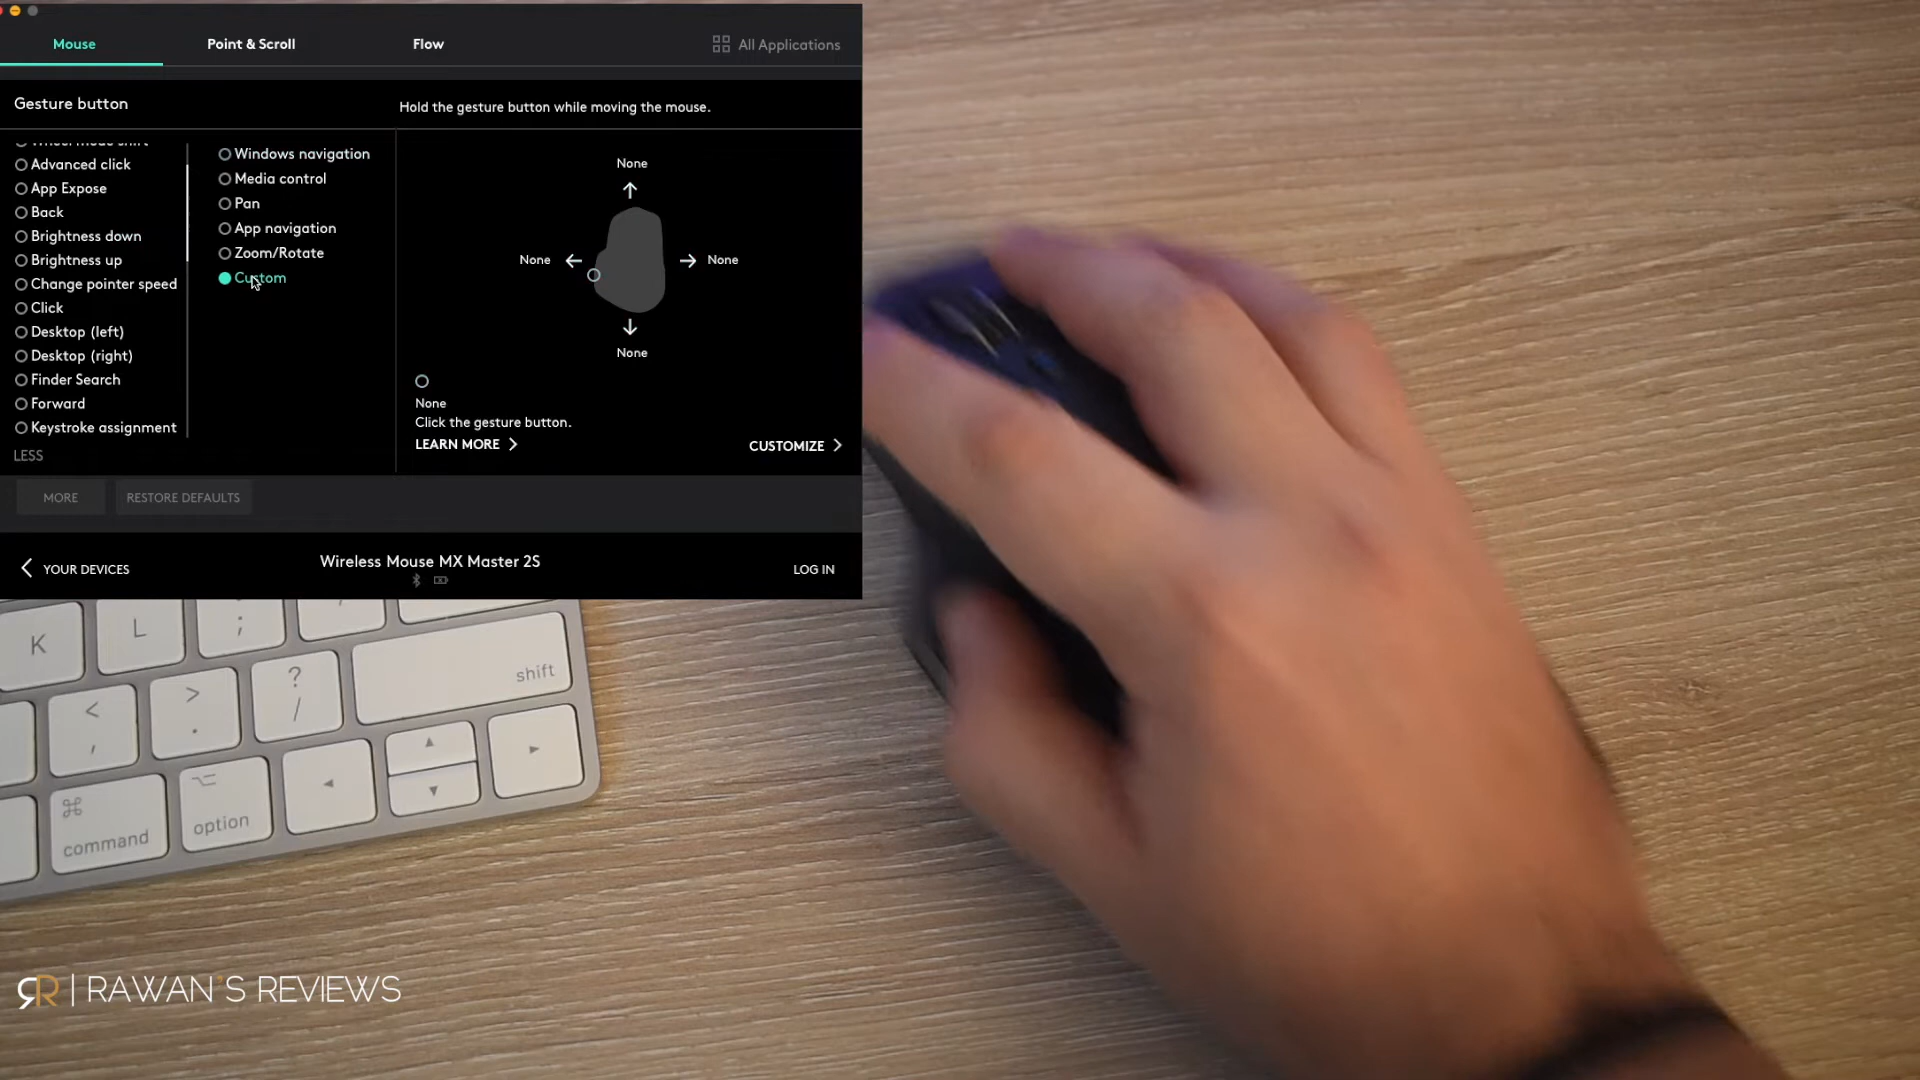 Mouse
Point & Scroll
Flow
All Applications
Gesture button
Hold the gesture button while moving the mouse.
Wheel mode shift
Advanced click
App Expose
Back
Brightness down
Brightness up
Change pointer speed
Click
Desktop (left)
Desktop (right)
Finder Search
Forward
Keystroke assignment
LESS
Windows navigation
Media control
Pan
App navigation
Zoom/Rotate
Custom
None
None
None
None
None
Click the gesture button.
LEARN MORE
CUSTOMIZE
MORE
RESTORE DEFAULTS
YOUR DEVICES
Wireless Mouse MX Master 2S
LOG IN
K
L
:
;
shift
<
,
>
.
?
/
command
option
RR | RAWAN'S REVIEWS